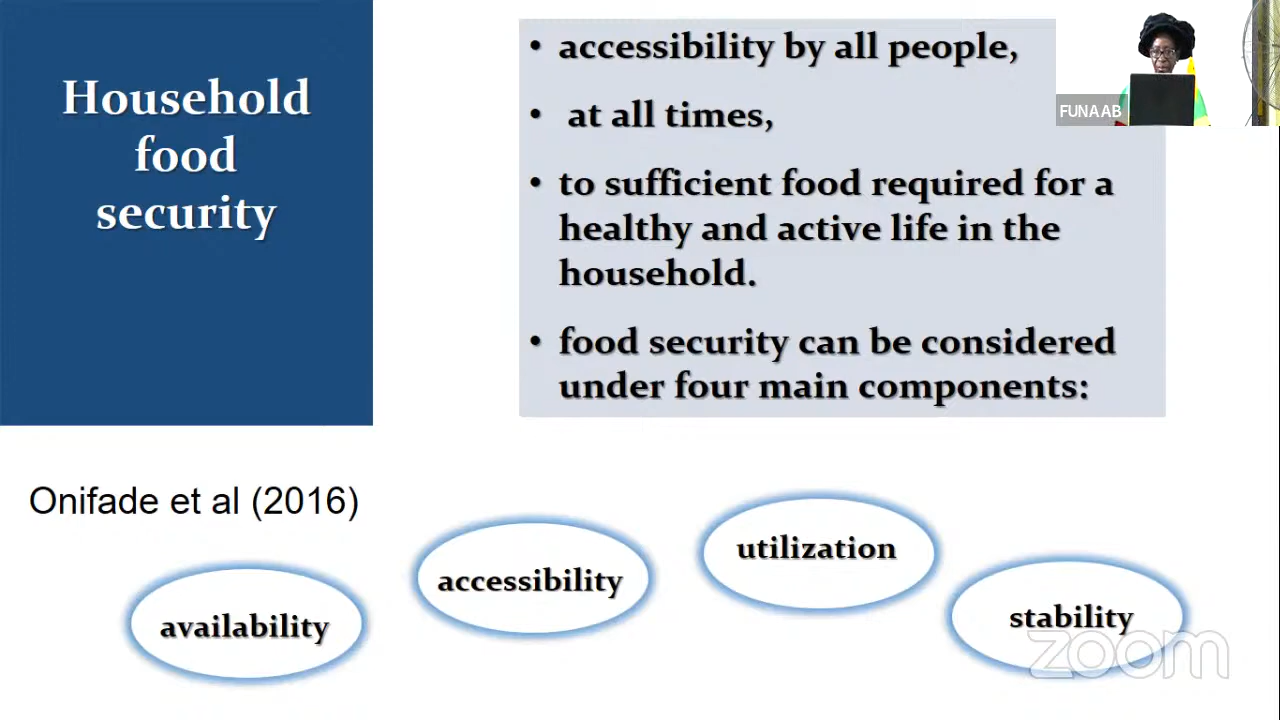 Household
food
security
• accessibility by all people,
• at all times,
• to sufficient food required for a
healthy and active life in the
household.
• food security can be considered
under four main components:
FUNAAB
Onifade et al (2016)
availability
accessibility
utilization
stability
zoom